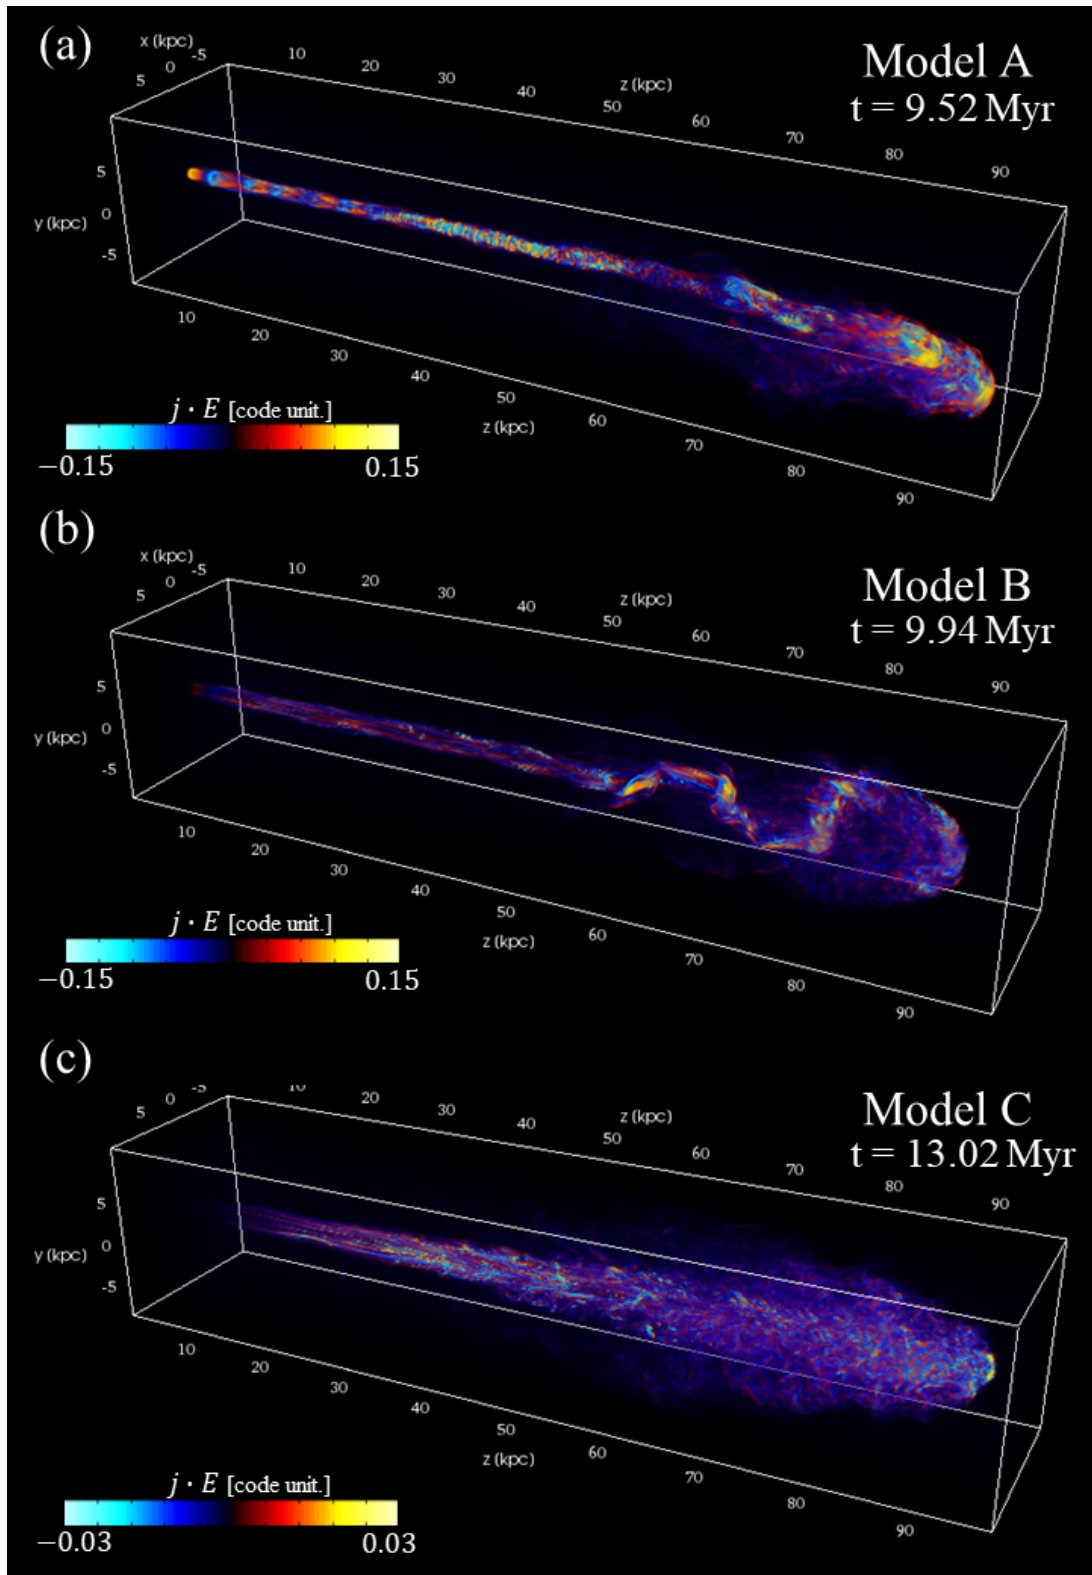 (a)
Model A
t = 9.52 Myr
x (kpc)
5 0 -5
10 20 30 40 50 60 70 80 90
z (kpc)
5
y (kpc) 0
-5
10 20 30 40 50 60 70 80 90
z (kpc)
j · E [code unit.]
−0.15 0.15
(b)
Model B
t = 9.94 Myr
x (kpc)
5 0 -5
10 20 30 40 50 60 70 80 90
z (kpc)
5
y (kpc) 0
-5
10 20 30 40 50 60 70 80 90
z (kpc)
j · E [code unit.]
−0.15 0.15
(c)
Model C
t = 13.02 Myr
5 0 -5
10 20 30 40 50 60 70 80 90
z (kpc)
5
y (kpc) 0
-5
10 20 30 40 50 60 70 80 90
z (kpc)
j · E [code unit.]
−0.03 0.03